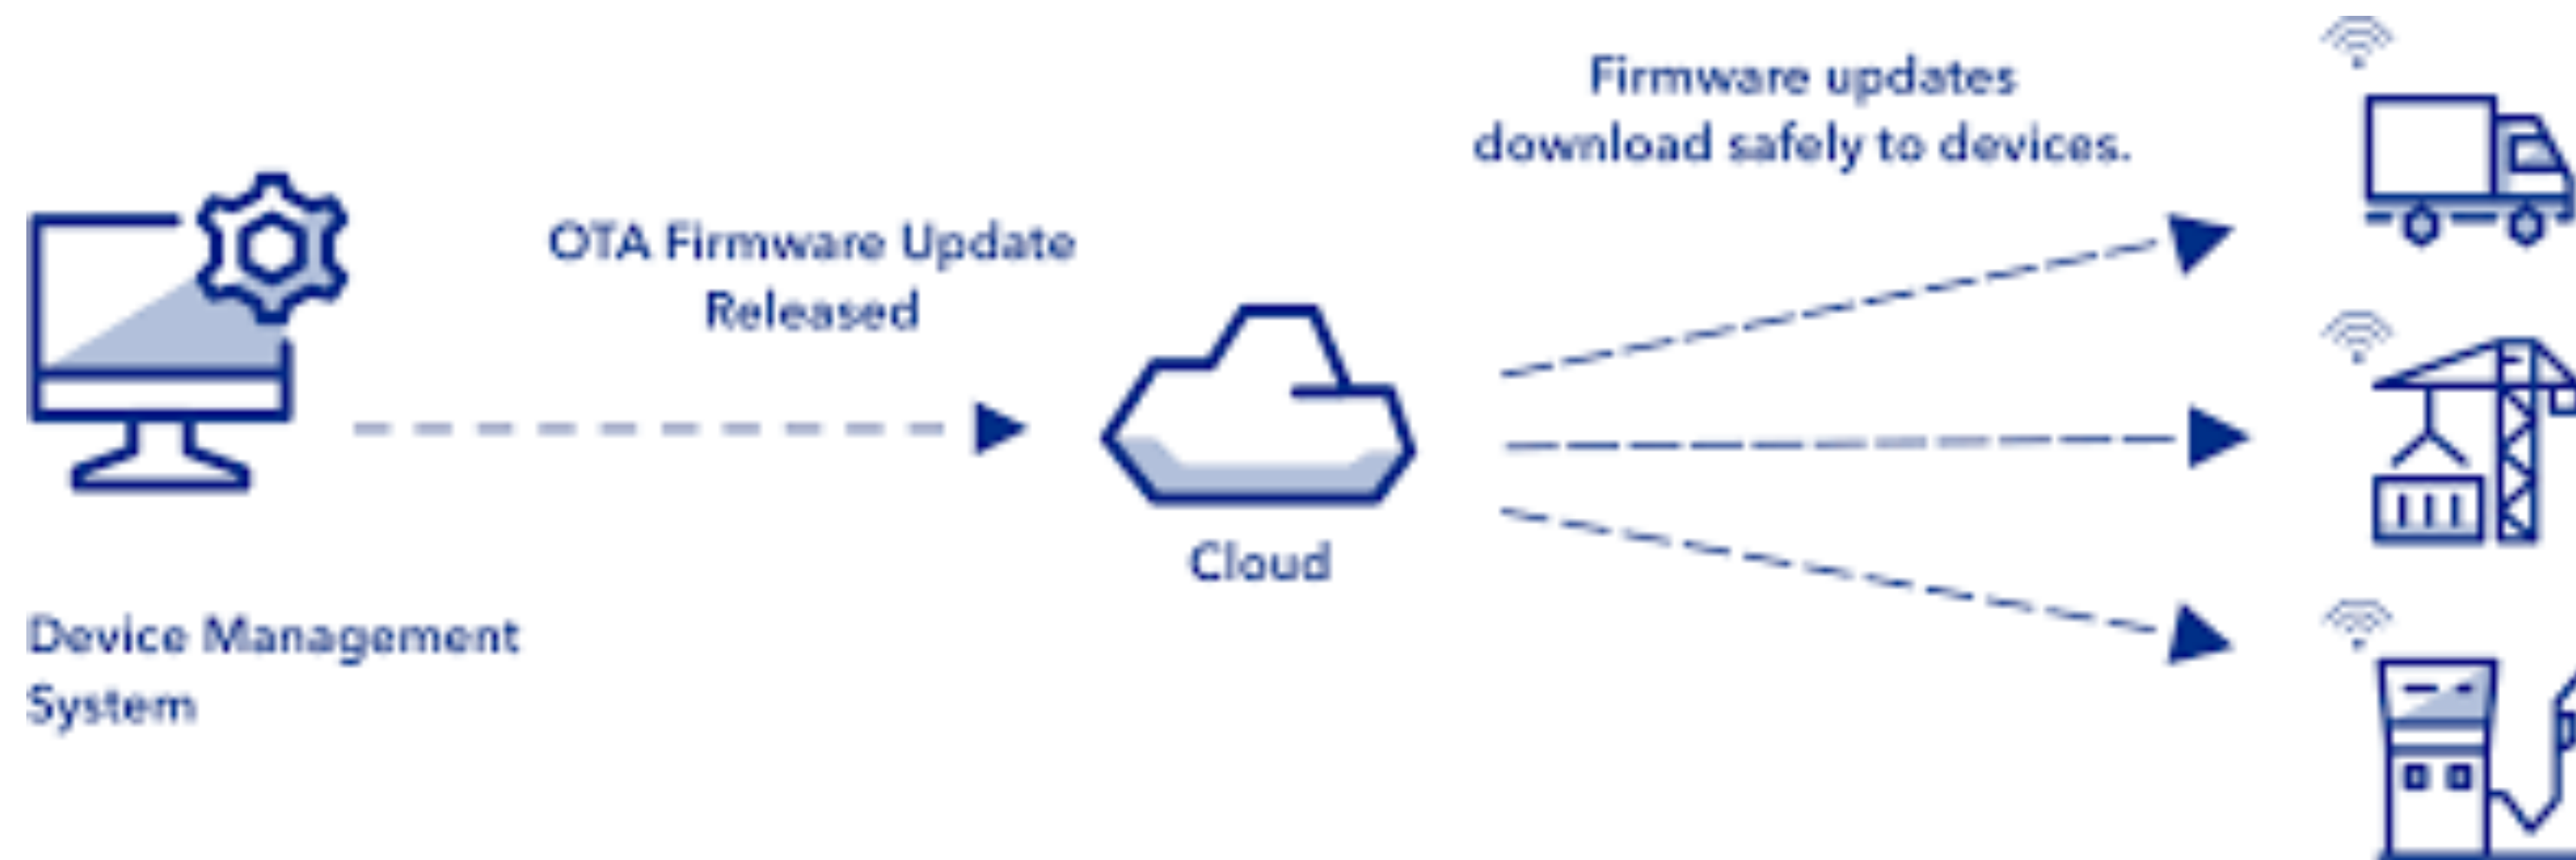 Firmware updates
download safely to devices.
OTA Firmware Update
Released
Cloud
Device Management
System